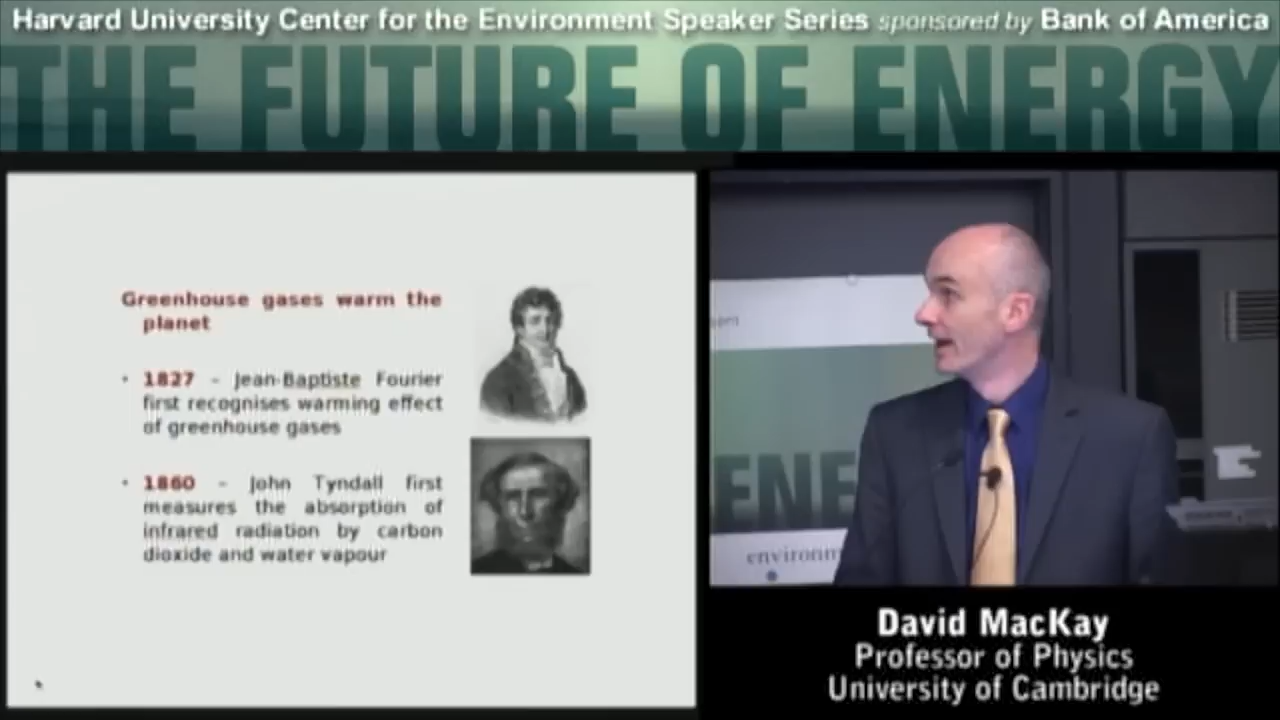 Harvard University Center for the Environment Speaker Series sponsored by Bank of America
THE FUTURE OF ENERGY
Greenhouse gases warm the
planet
• 1827 – Jean-Baptiste Fourier
first recognises warming effect
of greenhouse gases
• 1860 – John Tyndall first
measures the absorption of
infrared radiation by carbon
dioxide and water vapour
ENE
environm
David MacKay
Professor of Physics
University of Cambridge